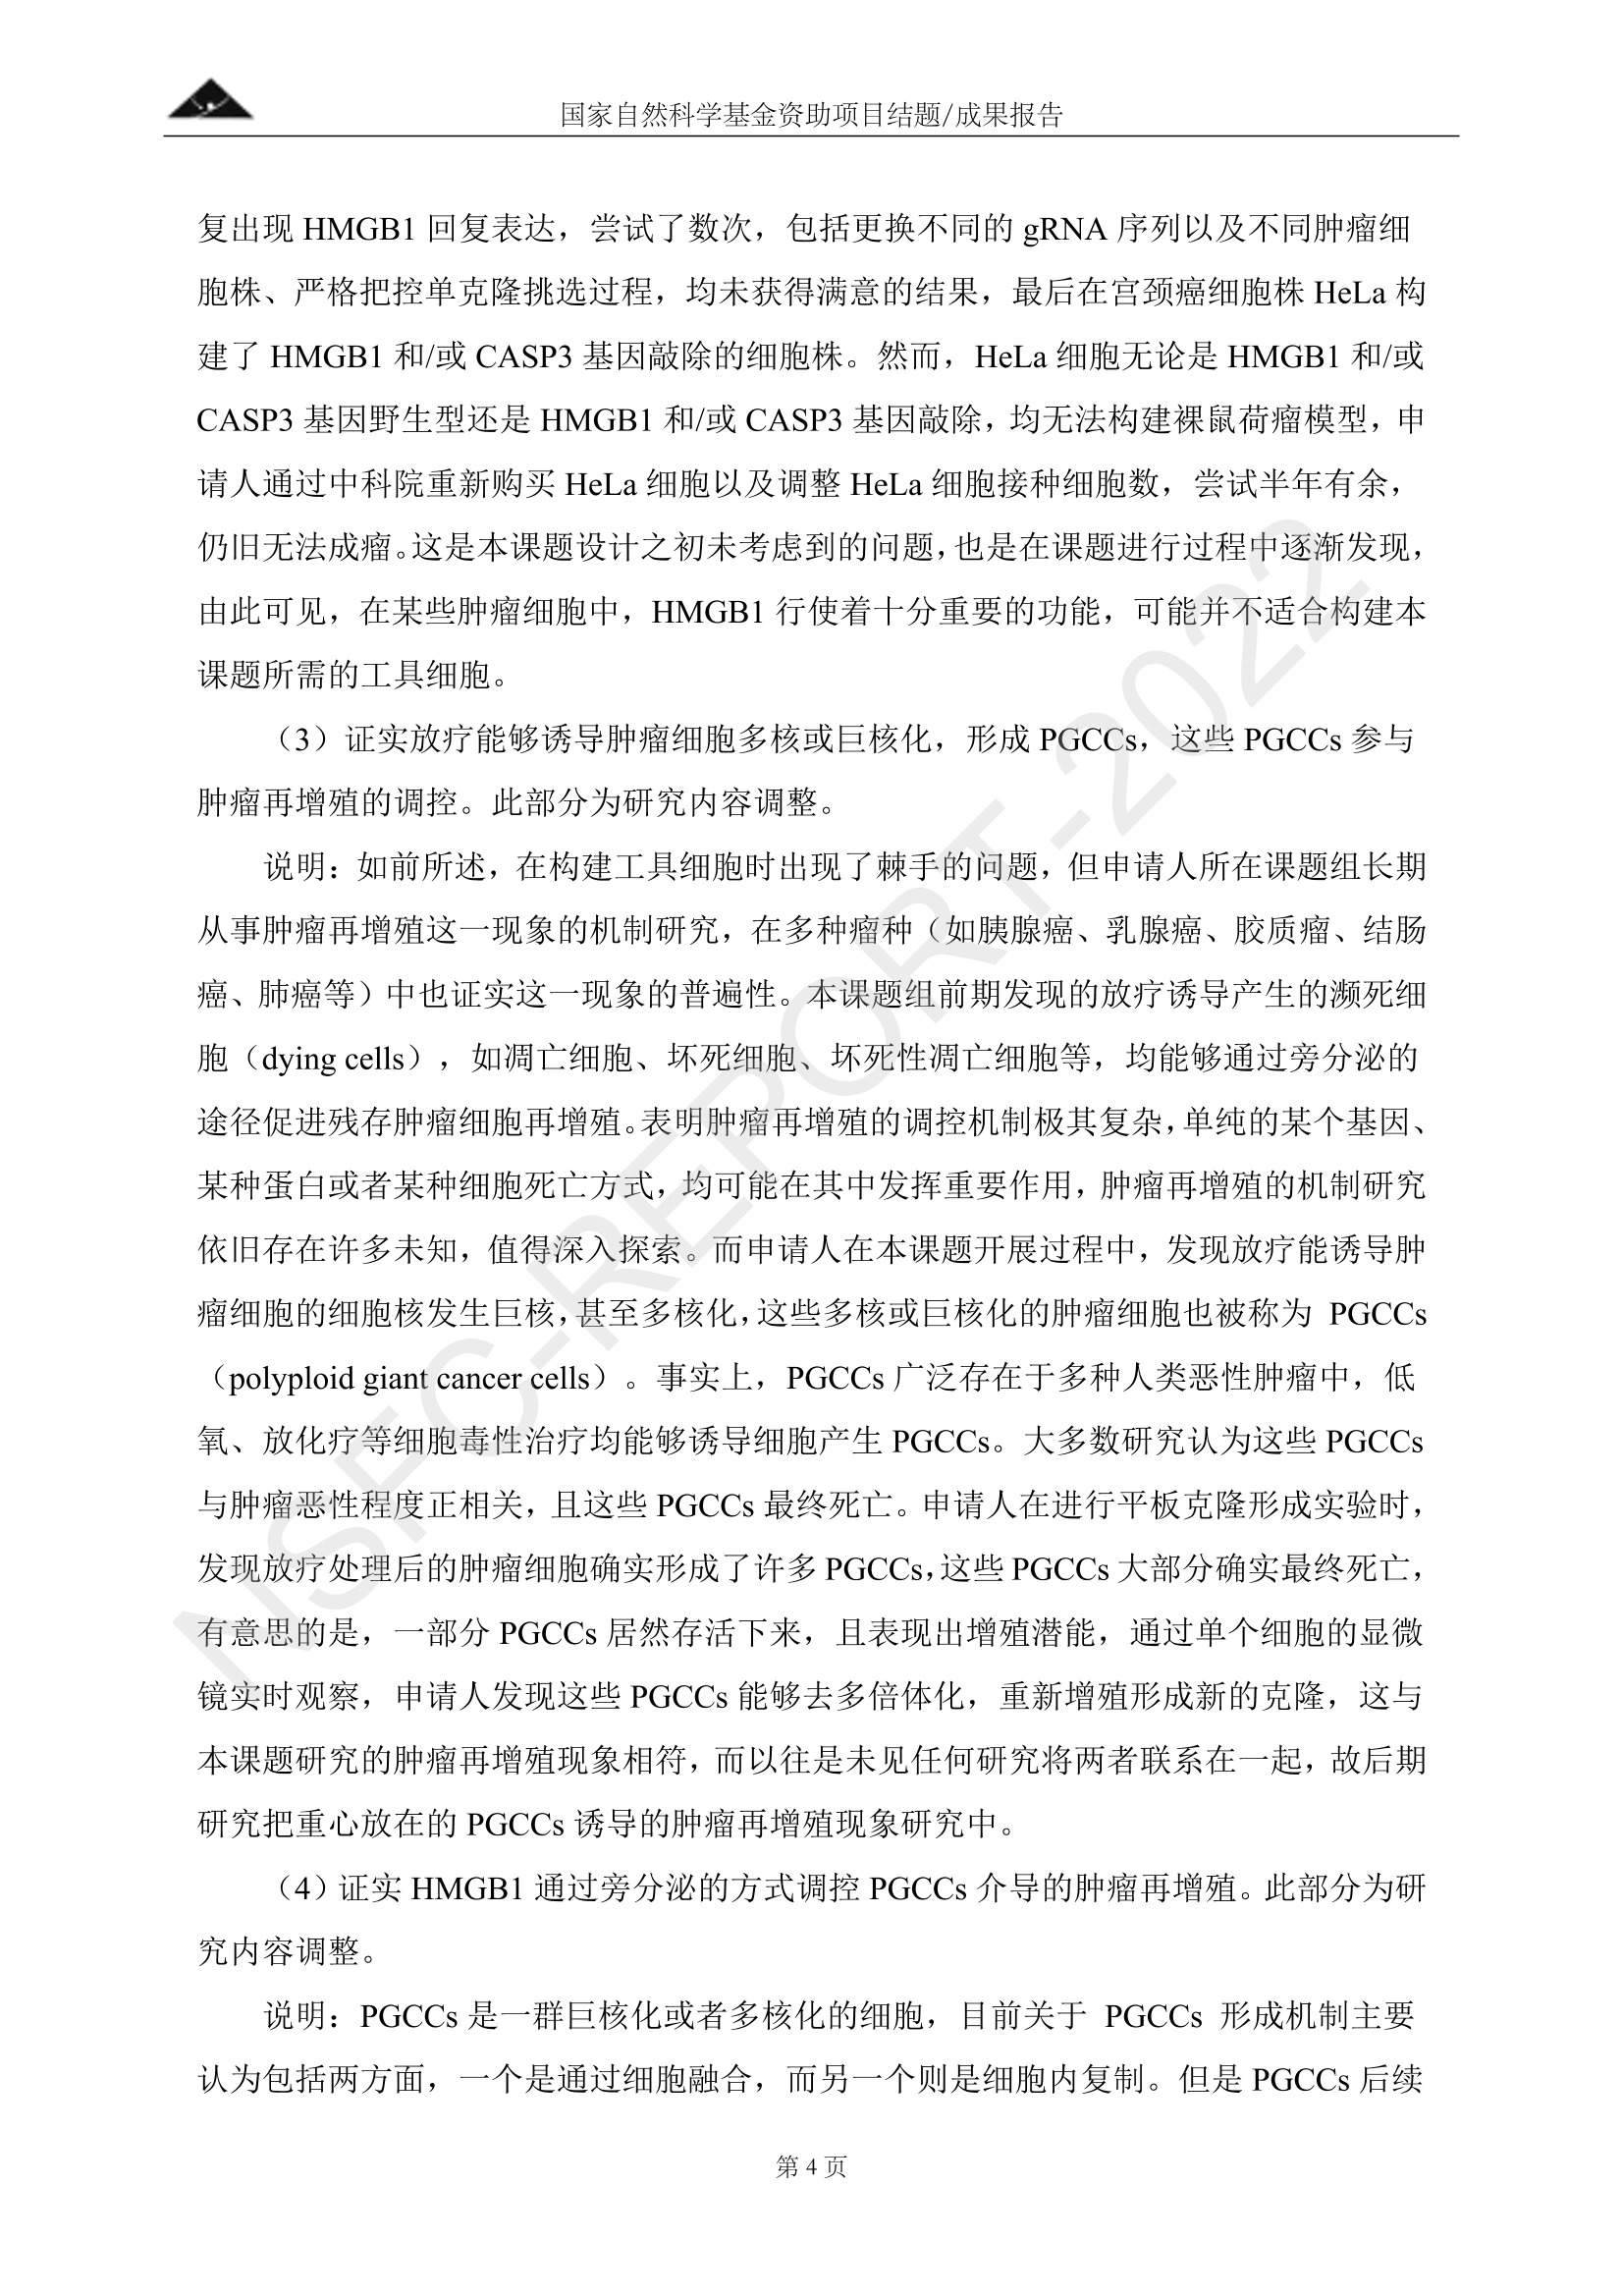 国家自然科学基金资助项目结题/成果报告
复出现 HMGB1 回复表达，尝试了数次，包括更换不同的 gRNA 序列以及不同肿瘤细
胞株、严格把控单克隆挑选过程，均未获得满意的结果，最后在宫颈癌细胞株 HeLa 构
建了 HMGB1 和/或 CASP3 基因敲除的细胞株。然而，HeLa 细胞无论是 HMGB1 和/或
CASP3 基因野生型还是 HMGB1 和/或 CASP3 基因敲除，均无法构建裸鼠荷瘤模型，申
请人通过中科院重新购买 HeLa 细胞以及调整 HeLa 细胞接种细胞数，尝试半年有余，
仍旧无法成瘤。这是本课题设计之初未考虑到的问题，也是在课题进行过程中逐渐发现，
由此可见，在某些肿瘤细胞中，HMGB1 行使着十分重要的功能，可能并不适合构建本
课题所需的工具细胞。
（3）证实放疗能够诱导肿瘤细胞多核或巨核化，形成 PGCCs，这些 PGCCs 参与
肿瘤再增殖的调控。此部分为研究内容调整。
说明：如前所述，在构建工具细胞时出现了棘手的问题，但申请人所在课题组长期
从事肿瘤再增殖这一现象的机制研究，在多种瘤种（如胰腺癌、乳腺癌、胶质瘤、结肠
癌、肺癌等）中也证实这一现象的普遍性。本课题组前期发现的放疗诱导产生的濒死细
胞（dying cells），如凋亡细胞、坏死细胞、坏死性凋亡细胞等，均能够通过旁分泌的
途径促进残存肿瘤细胞再增殖。表明肿瘤再增殖的调控机制极其复杂，单纯的某个基因、
某种蛋白或者某种细胞死亡方式，均可能在其中发挥重要作用，肿瘤再增殖的机制研究
依旧存在许多未知，值得深入探索。而申请人在本课题开展过程中，发现放疗能诱导肿
瘤细胞的细胞核发生巨核，甚至多核化，这些多核或巨核化的肿瘤细胞也被称为 PGCCs
（polyploid giant cancer cells）。事实上，PGCCs 广泛存在于多种人类恶性肿瘤中，低
氧、放化疗等细胞毒性治疗均能够诱导细胞产生 PGCCs。大多数研究认为这些 PGCCs
与肿瘤恶性程度正相关，且这些 PGCCs 最终死亡。申请人在进行平板克隆形成实验时，
发现放疗处理后的肿瘤细胞确实形成了许多 PGCCs，这些 PGCCs 大部分确实最终死亡，
有意思的是，一部分 PGCCs 居然存活下来，且表现出增殖潜能，通过单个细胞的显微
镜实时观察，申请人发现这些 PGCCs 能够去多倍体化，重新增殖形成新的克隆，这与
本课题研究的肿瘤再增殖现象相符，而以往是未见任何研究将两者联系在一起，故后期
研究把重心放在的 PGCCs 诱导的肿瘤再增殖现象研究中。
（4）证实 HMGB1 通过旁分泌的方式调控 PGCCs 介导的肿瘤再增殖。此部分为研
究内容调整。
说明：PGCCs 是一群巨核化或者多核化的细胞，目前关于 PGCCs 形成机制主要
认为包括两方面，一个是通过细胞融合，而另一个则是细胞内复制。但是 PGCCs 后续
第 4 页
NSFC-REPORT-2022